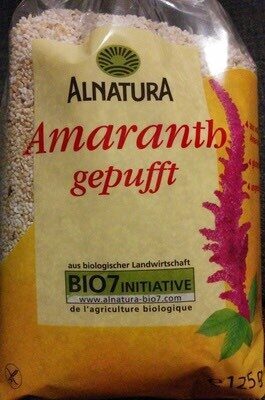 ALNATURA
Amaranth
gepufft
aus biologischer Landwirtschaft
BIO7 INITIATIVE
www.alnatura-bio7.com
de l'agriculture biologique
e 125g